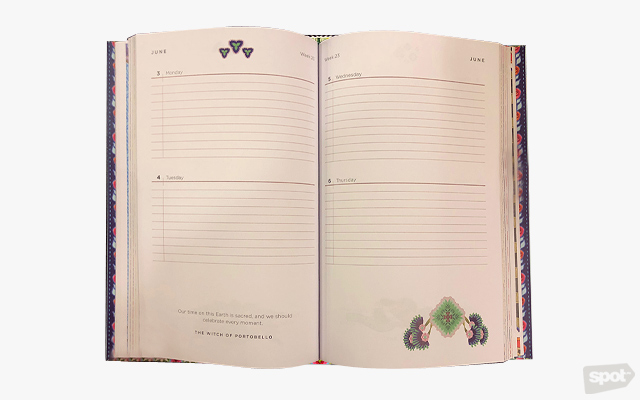 JUNE
Week 23
3 Monday
4 Tuesday
Our time on this Earth is sacred, and we should
celebrate every moment.
THE WITCH OF PORTOBELLO
Week 23
JUNE
5 Wednesday
6 Thursday
spot